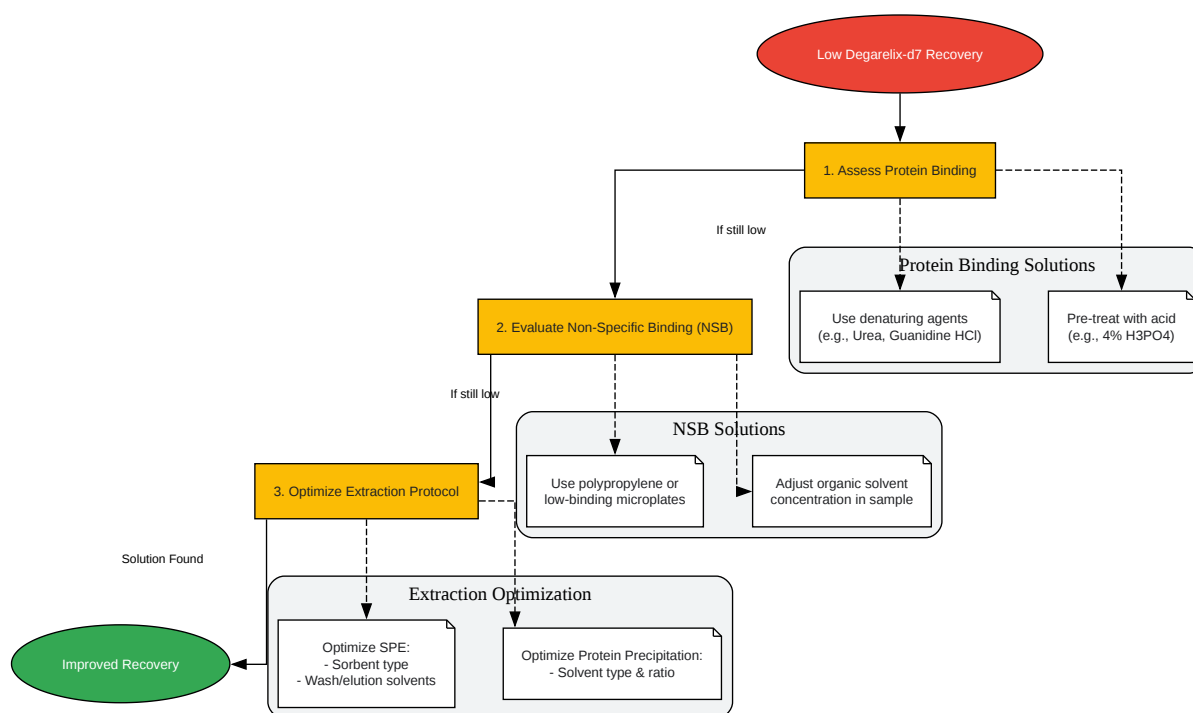 Low Degarelix-d7 Recovery
1. Assess Protein Binding
If still low
Protein Binding Solutions
Use denaturing agents
(e.g., Urea, Guanidine HCl)
Pre-treat with acid
(e.g., 4% H3PO4)
2. Evaluate Non-Specific Binding (NSB)
If still low
NSB Solutions
Use polypropylene or
low-binding microplates
Adjust organic solvent
concentration in sample
3. Optimize Extraction Protocol
Solution Found
Extraction Optimization
Optimize SPE:
- Sorbent type
- Wash/elution solvents
Optimize Protein Precipitation:
- Solvent type & ratio
Improved Recovery